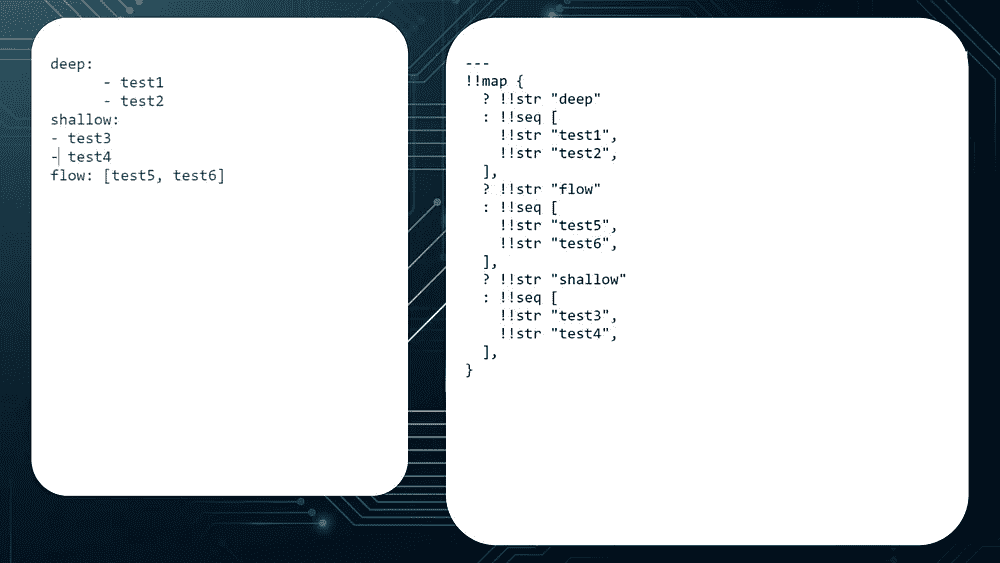 deep:
      - test1
      - test2
shallow:
- test3
- test4
flow: [test5, test6]
---
!!map {
  ? !!str "deep"
  : !!seq [
    !!str "test1",
    !!str "test2",
  ],
  ? !!str "flow"
  : !!seq [
    !!str "test5",
    !!str "test6",
  ],
  ? !!str "shallow"
  : !!seq [
    !!str "test3",
    !!str "test4",
  ],
}